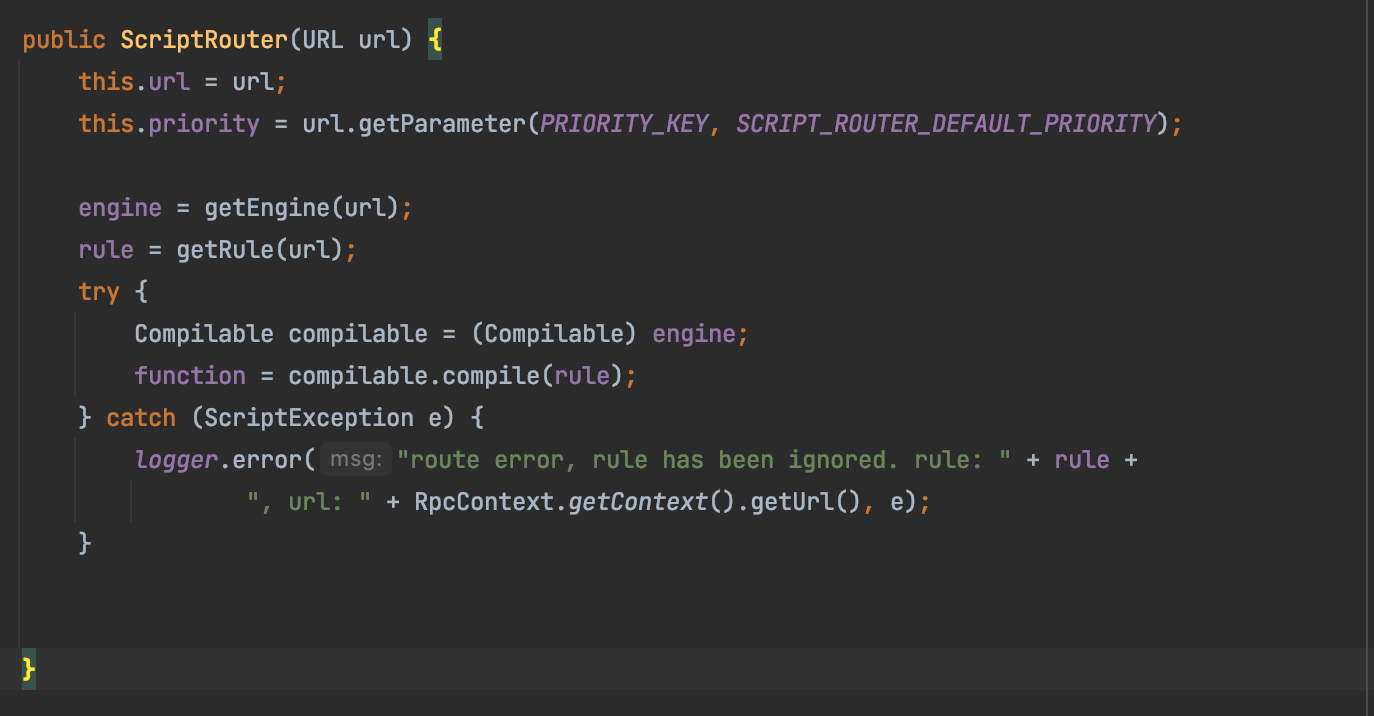 public ScriptRouter(URL url) {
    this.url = url;
    this.priority = url.getParameter(PRIORITY_KEY, SCRIPT_ROUTER_DEFAULT_PRIORITY);
    engine = getEngine(url);
    rule = getRule(url);
    try {
        Compilable compilable = (Compilable) engine;
        function = compilable.compile(rule);
    } catch (ScriptException e) {
        logger.error( msg: "route error, rule has been ignored. rule: " + rule +
                ", url: " + RpcContext.getContext().getUrl(), e);
    }
}